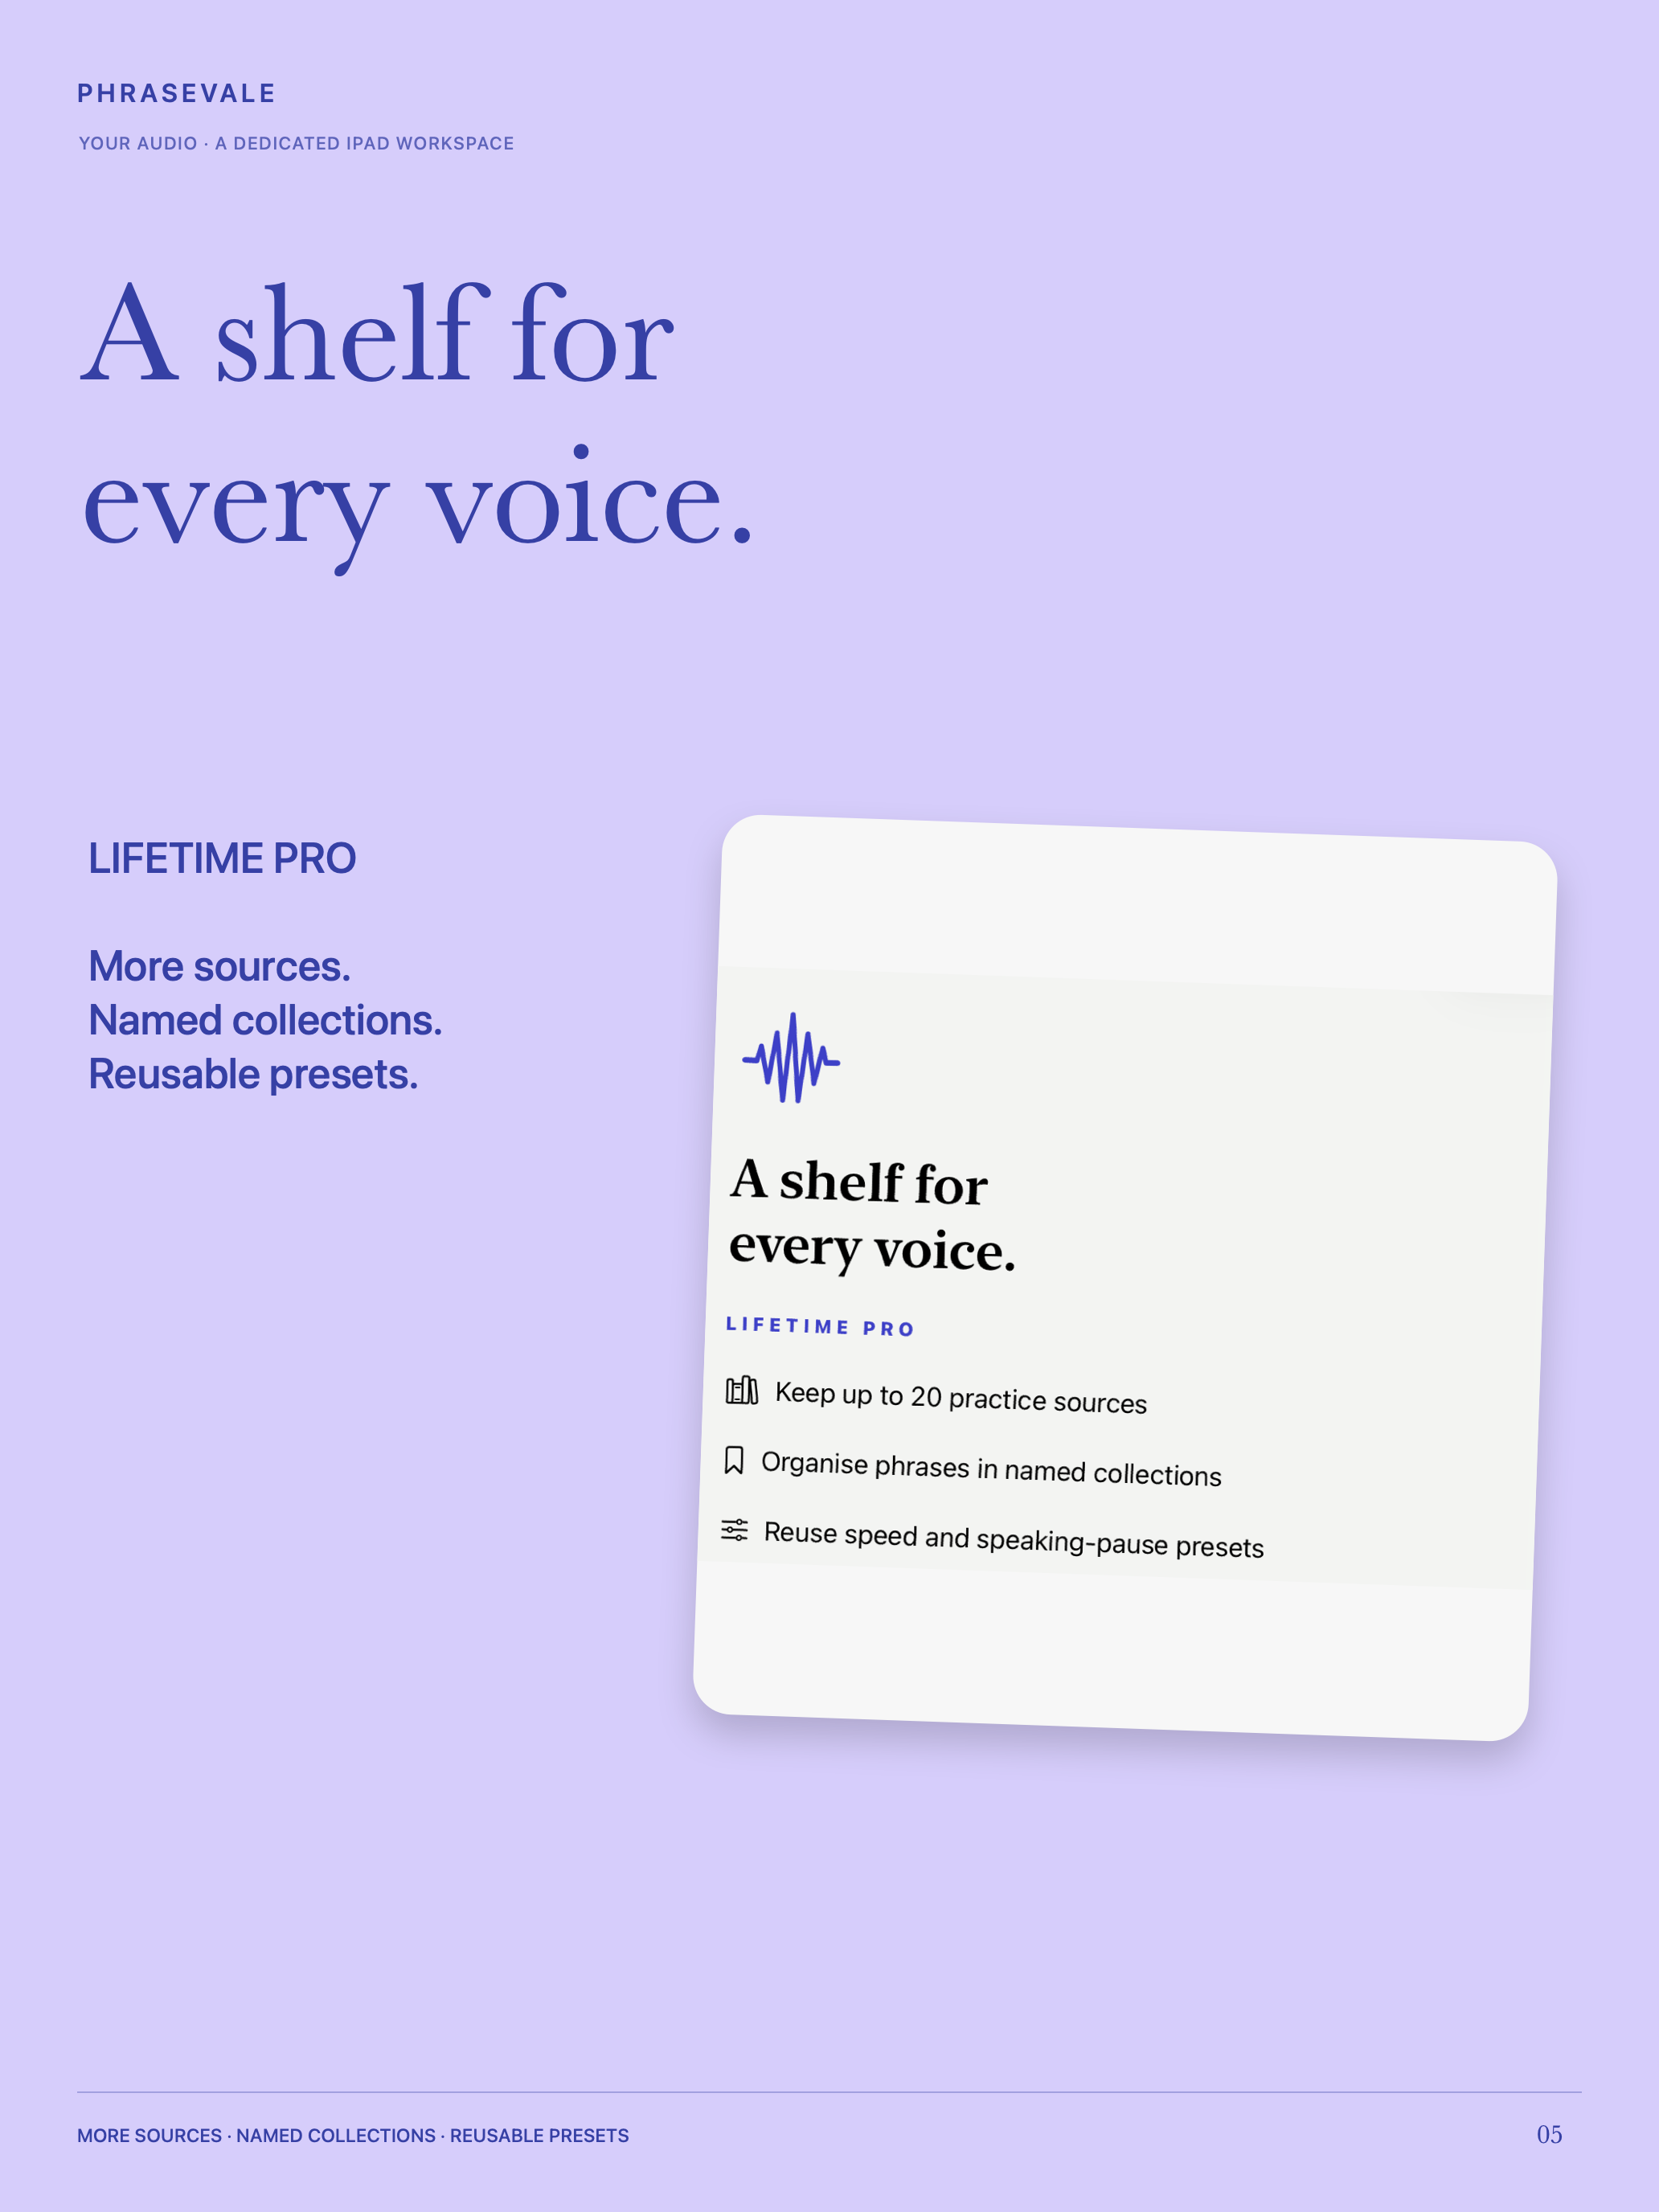 PHRASEVALE
YOUR AUDIO · A DEDICATED IPAD WORKSPACE
A shelf for
every voice.
LIFETIME PRO
More sources.
Named collections.
Reusable presets.
A shelf for
every voice.
LIFETIME PRO
Keep up to 20 practice sources
Organise phrases in named collections
Reuse speed and speaking-pause presets
MORE SOURCES · NAMED COLLECTIONS · REUSABLE PRESETS
05